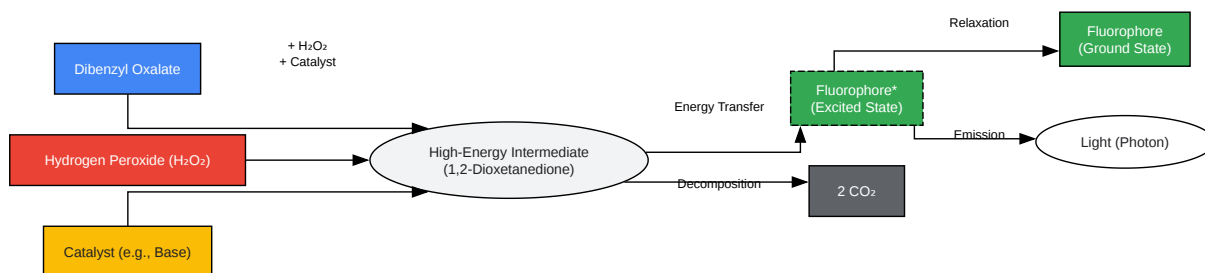 Dibenzyl Oxalate
+ H₂O₂
+ Catalyst
Hydrogen Peroxide (H₂O₂)
Catalyst (e.g., Base)
High-Energy Intermediate
(1,2-Dioxetanedione)
Energy Transfer
Decomposition
2 CO₂
Fluorophore*
(Excited State)
Relaxation
Fluorophore
(Ground State)
Emission
Light (Photon)